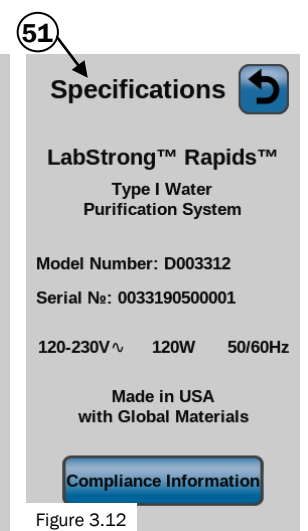 51
Specifications
LabStrong™ Rapids™
Type I Water
Purification System
Model Number: D003312
Serial №: 0033190500001
120-230V∿ 120W 50/60Hz
Made in USA
with Global Materials
Compliance Information
Figure 3.12